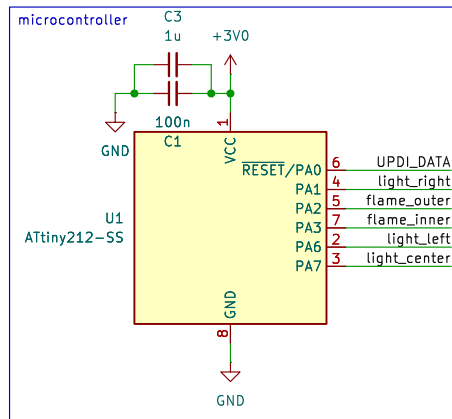 microcontroller
C3
1u
+3V0
100n
C1
GND
1
VCC
RESET/PA0
6
UPDI_DATA
PA1
4
light_right
PA2
5
flame_outer
PA3
7
flame_inner
PA6
2
light_left
PA7
3
light_center
U1
ATtiny212-SS
GND
8
GND